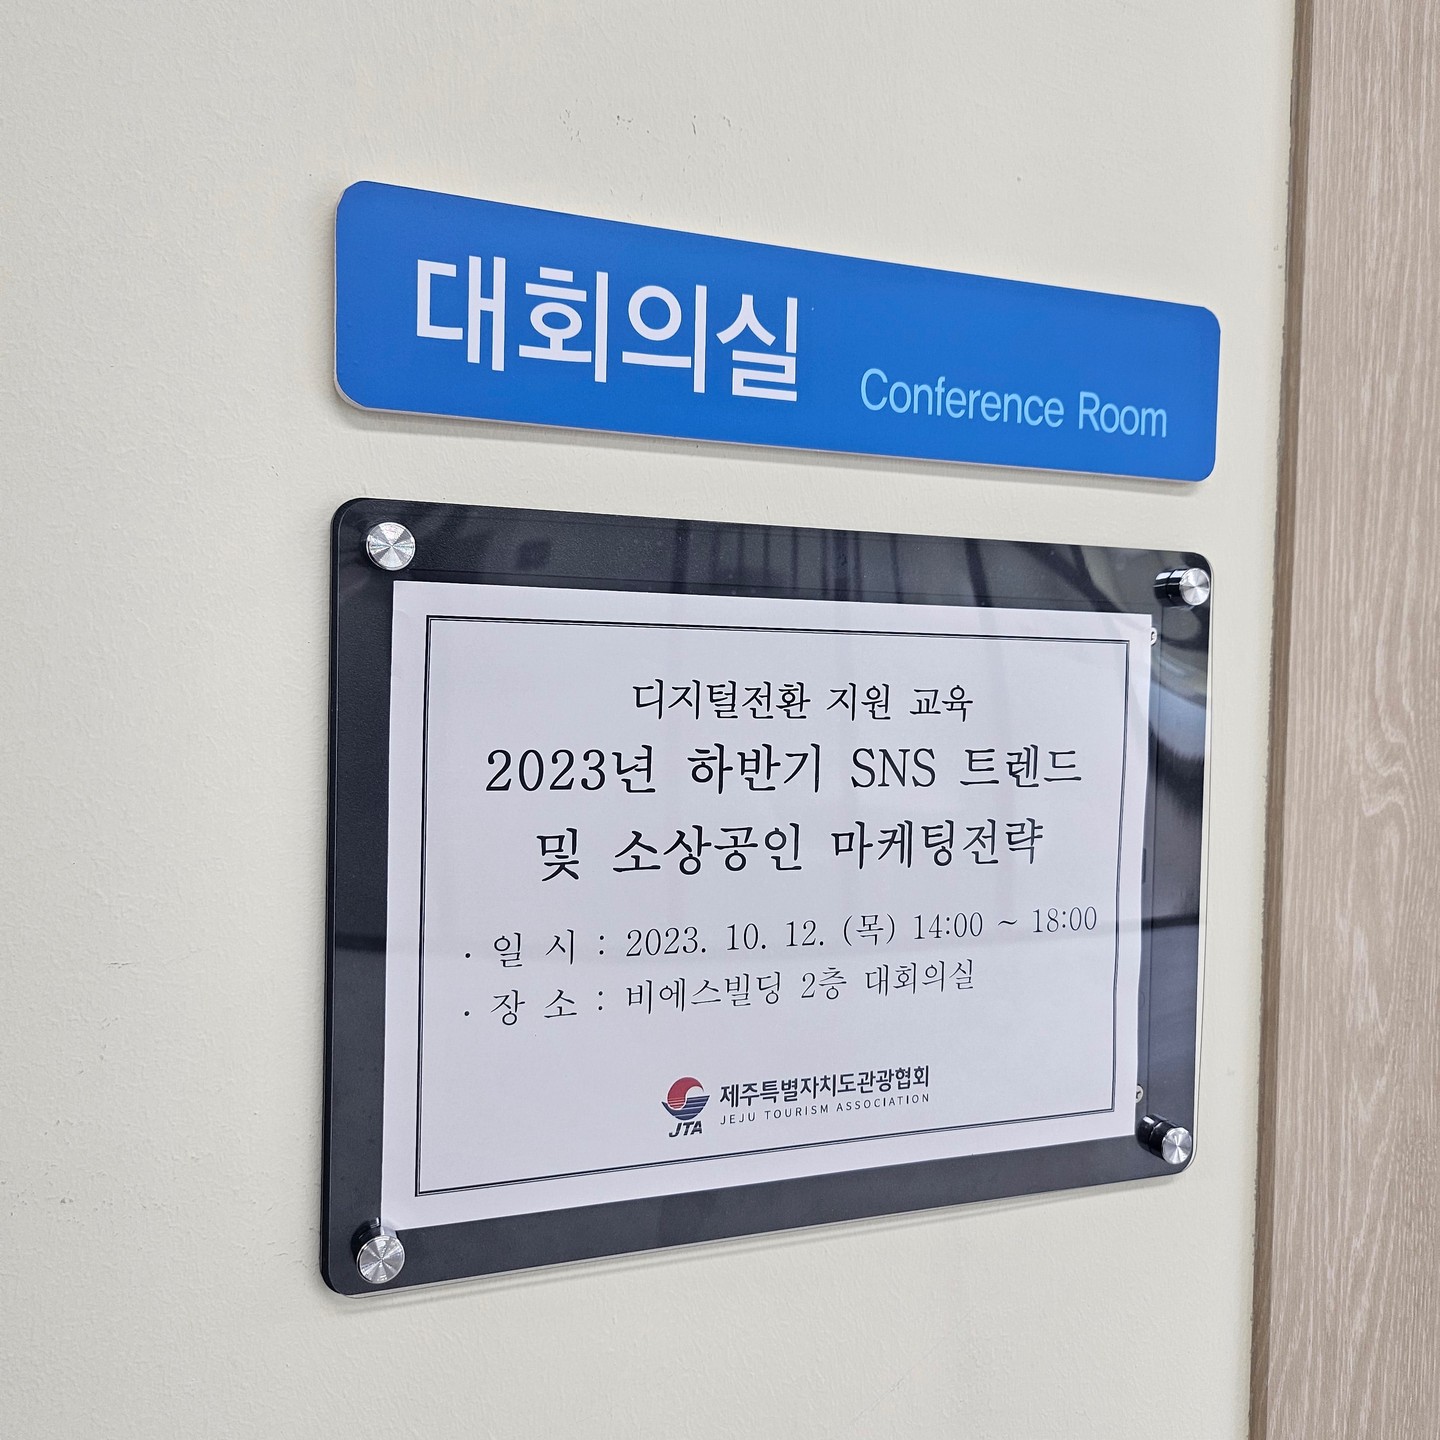 대회의실 Conference Room
디지털전환 지원 교육
2023년 하반기 SNS 트렌드
및 소상공인 마케팅전략
· 일 시 : 2023. 10. 12. (목) 14:00 ~ 18:00
· 장 소 : 비에스빌딩 2층 대회의실
제주특별자치도관광협회
JEJU TOURISM ASSOCIATION
JTA